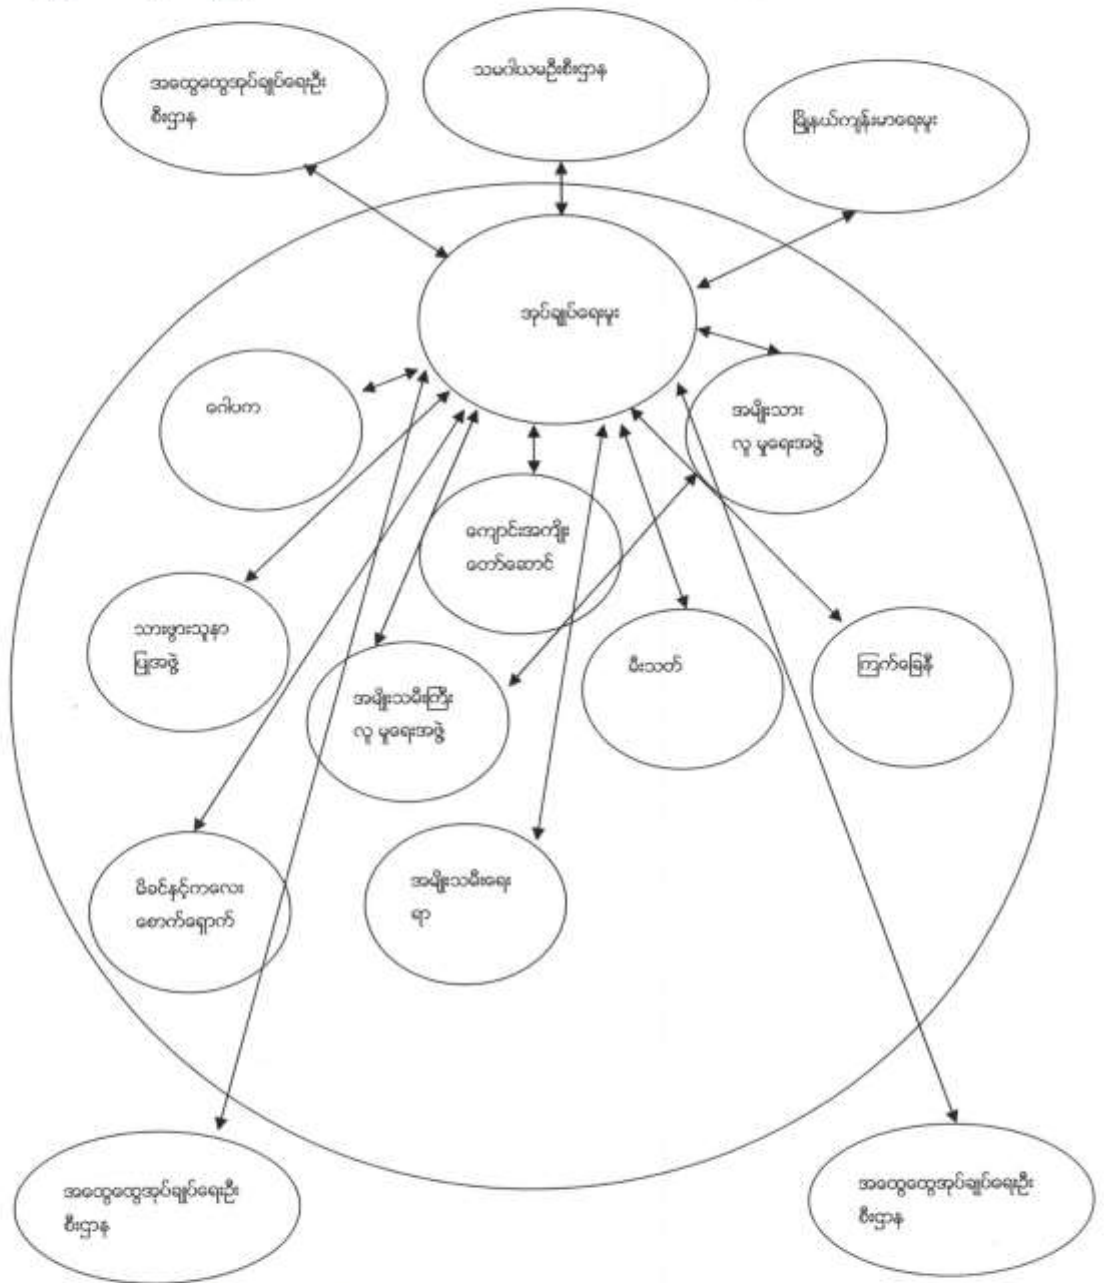 အထွေထွေအုပ်ချုပ်ရေးဦး
စီးဌာန
သမဝါယမဦးစီးဌာန
မြို့နယ်ကျန်းမာရေးမှူး
အုပ်ချုပ်ရေးမှူး
ဂေါပက
အမျိုးသား
လူ မှုရေးအဖွဲ့
ကျောင်းအကျိုး
တော်ဆောင်
သားဖွားသူနာ
ပြုအဖွဲ့
အမျိုးသမီးကြီး
လူ မှုရေးအဖွဲ့
မီးသတ်
ကြက်ခြေနီ
မိခင်နှင့်ကလေး
စောက်ရှောက်
အမျိုးသမီးရေး
ရာ
အထွေထွေအုပ်ချုပ်ရေးဦး
စီးဌာန
အထွေထွေအုပ်ချုပ်ရေးဦး
စီးဌာန